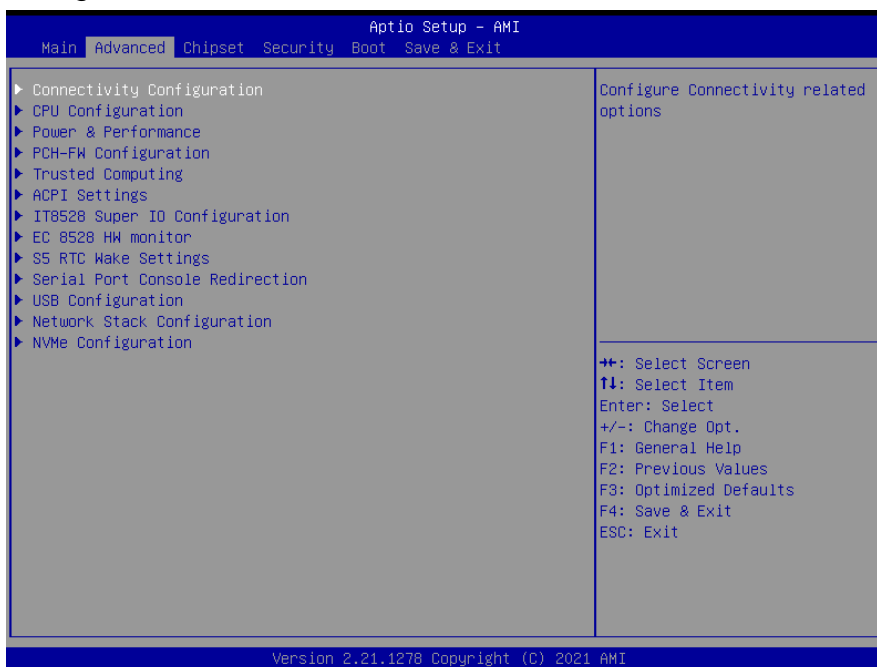 Aptio Setup – AMI
Main Advanced Chipset Security Boot Save & Exit
▶ Connectivity Configuration
▶ CPU Configuration
▶ Power & Performance
▶ PCH-FW Configuration
▶ Trusted Computing
▶ ACPI Settings
▶ IT8528 Super IO Configuration
▶ EC 8528 HW monitor
▶ S5 RTC Wake Settings
▶ Serial Port Console Redirection
▶ USB Configuration
▶ Network Stack Configuration
▶ NVMe Configuration
Configure Connectivity related
options
→←: Select Screen
↑↓: Select Item
Enter: Select
+/-: Change Opt.
F1: General Help
F2: Previous Values
F3: Optimized Defaults
F4: Save & Exit
ESC: Exit
Version 2.21.1278 Copyright (C) 2021 AMI